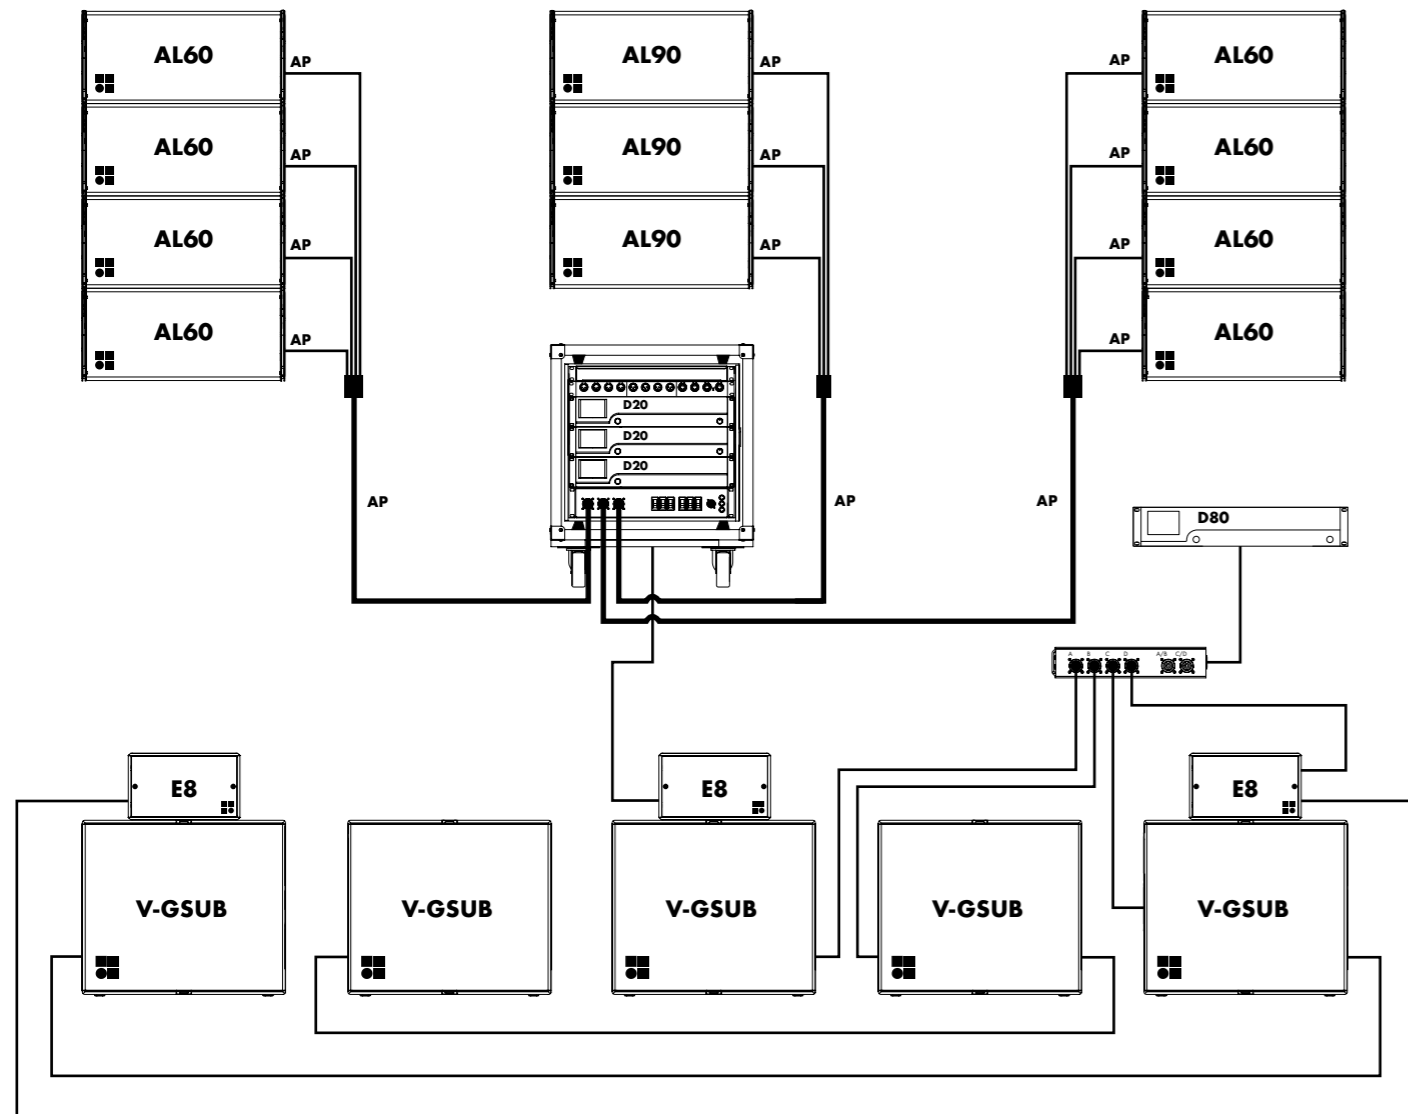 AL60 AP AL90 AP AP AL60
AL60 AP AL90 AP AP AL60
AL60 AP AL90 AP AP AL60
AL60 AP AP AL60
D20
D20
D20
AP AP AP
D80
A B C D A/B C/D
E8 E8 E8
V-GSUB V-GSUB V-GSUB V-GSUB V-GSUB